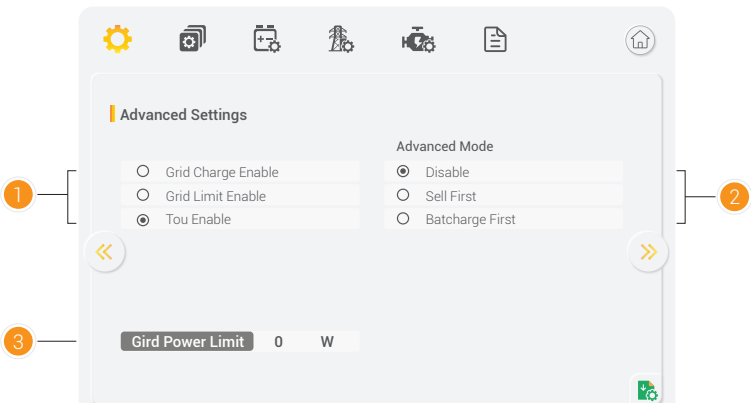 Advanced Settings
Advanced Mode
1
Grid Charge Enable
Disable
Grid Limit Enable
Sell First
Tou Enable
Batcharge First
2
3
Gird Power Limit 0 W